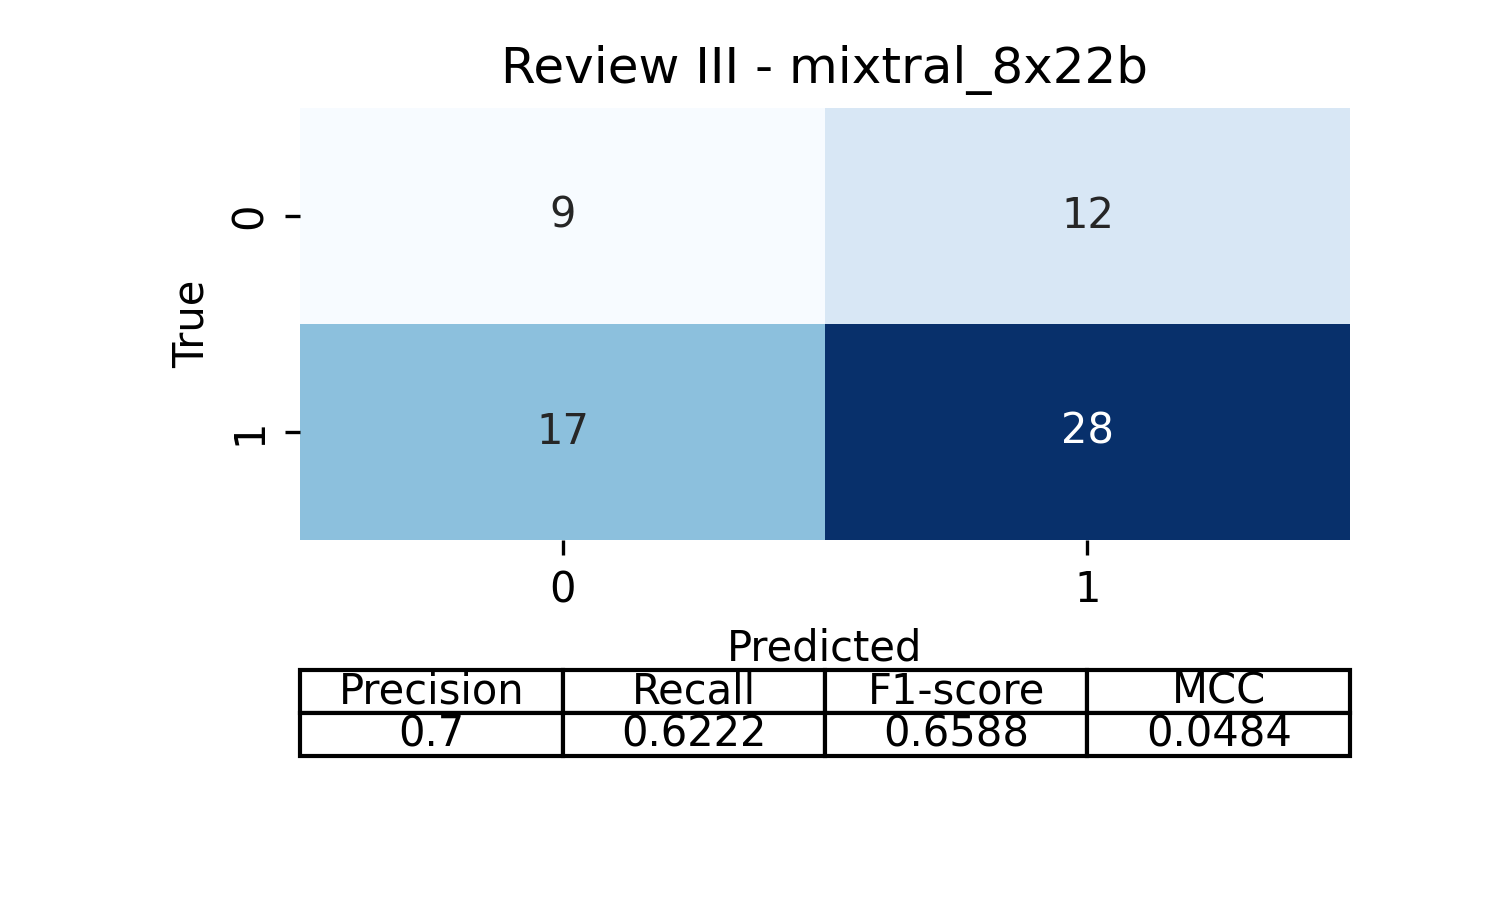 Review III - mixtral_8x22b
0 9 12
True
1 17 28
0 1
Predicted
Precision Recall F1-score MCC
0.7 0.6222 0.6588 0.0484